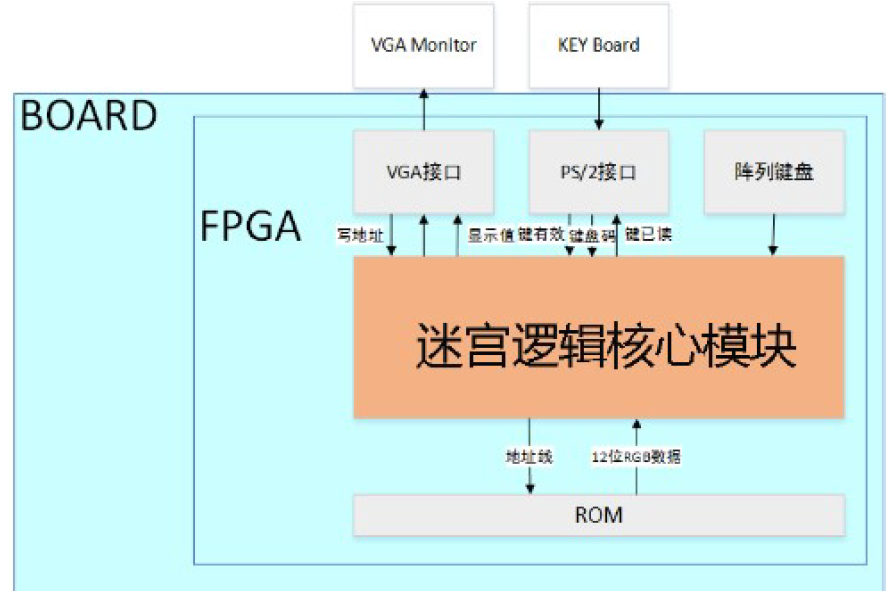 VGA Monitor
KEY Board
BOARD
VGA接口
PS/2接口
阵列键盘
FPGA
写地址
显示值
键有效
键盘码
键已读
迷宫逻辑核心模块
地址线
12位RGB数据
ROM